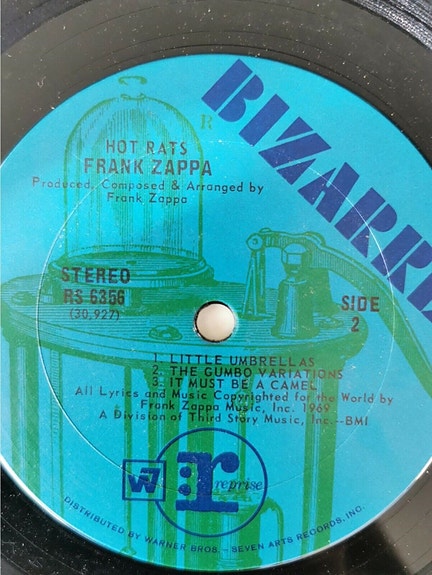 BIZARRE
R
HOT RATS
FRANK ZAPPA
Produced, Composed & Arranged by
Frank Zappa
STEREO
RS 6356
(30,927)
SIDE
2
1. LITTLE UMBRELLAS
2. THE GUMBO VARIATIONS
3. IT MUST BE A CAMEL
All Lyrics and Music Copyrighted for the World by
Frank Zappa Music, Inc. 1969
A Division of Third Story Music, Inc.--BMI
W7
r
reprise
DISTRIBUTED BY WARNER BROS. - SEVEN ARTS RECORDS, INC.